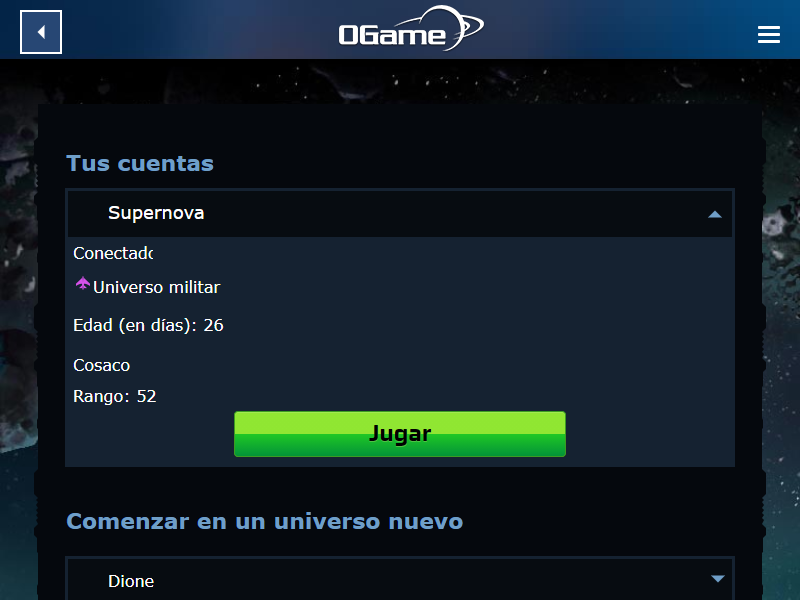 OGame
Tus cuentas
Supernova
Conectado
Universo militar
Edad (en días): 26
Cosaco
Rango: 52
Jugar
Comenzar en un universo nuevo
Dione